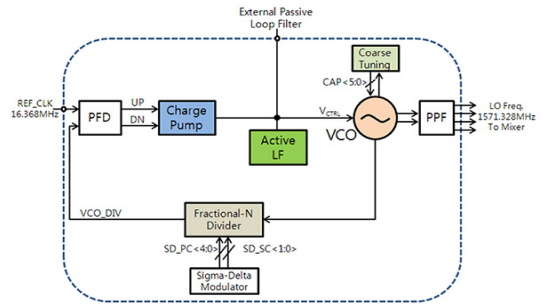 External Passive
Loop Filter
Coarse
Tuning
CAP<5:0>
REF_CLK
16.368MHz
PFD
UP
DN
Charge
Pump
Active
LF
VCTRL
VCO
PPF
LO Freq.
1571.328MHz
To Mixer
VCO_DIV
Fractional-N
Divider
SD_PC<4:0>
SD_SC<1:0>
Sigma-Delta
Modulator